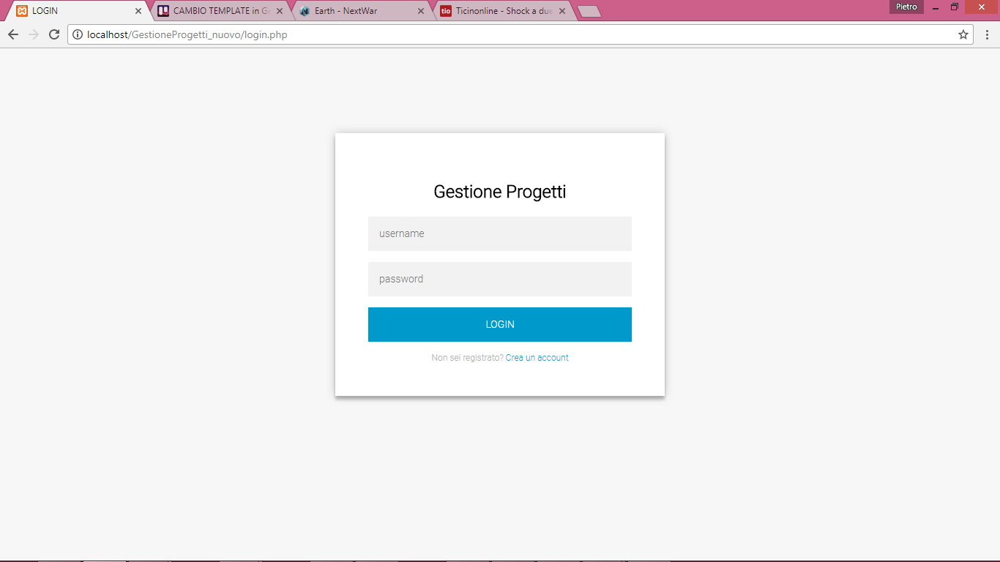 LOGIN
CAMBIO TEMPLATE in Ge
Earth - NextWar
tio
Ticinonline - Shock a due
Pietro
localhost/GestioneProgetti_nuovo/login.php
Gestione Progetti
username
password
LOGIN
Non sei registrato? Crea un account